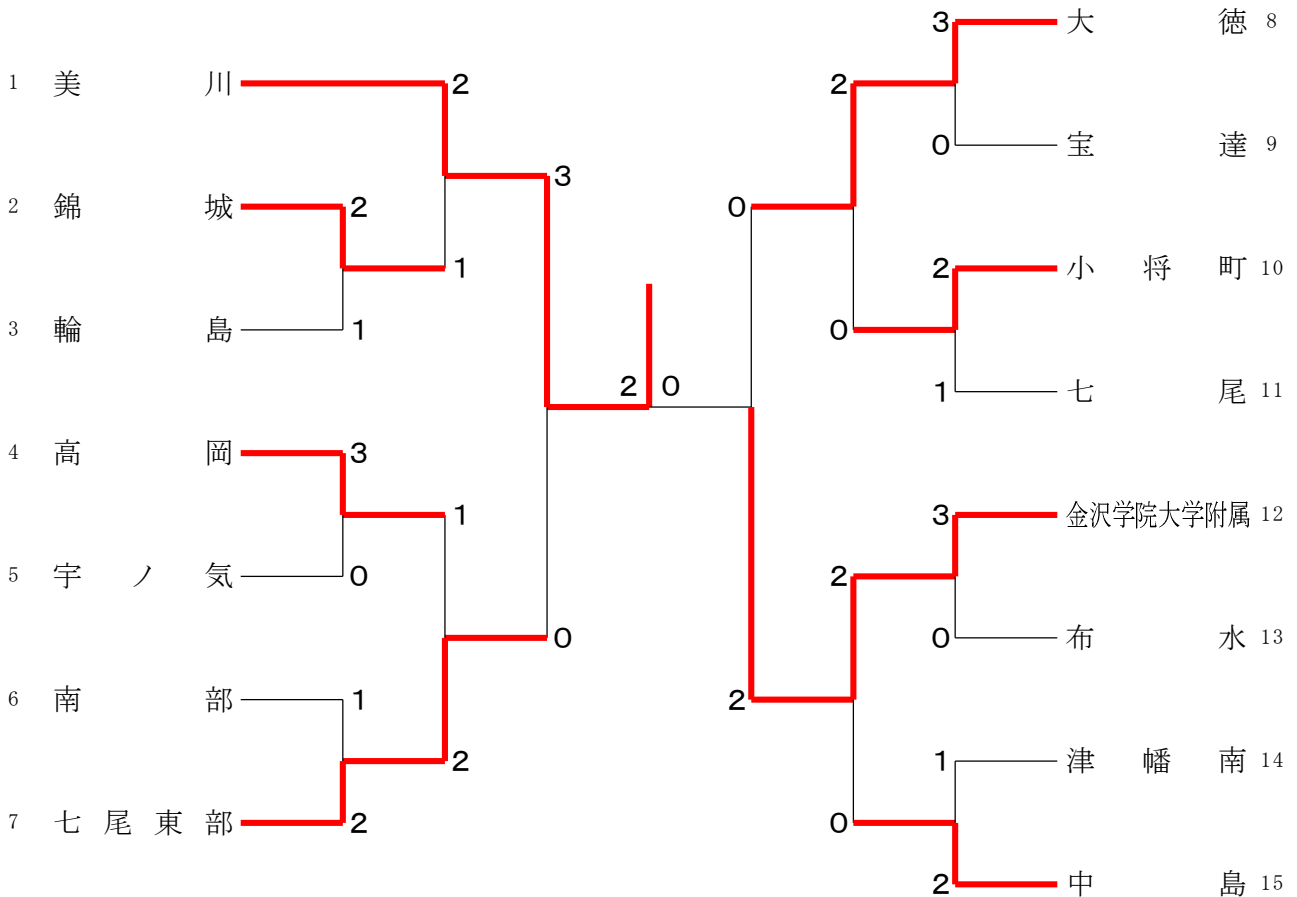 1 美川
2 錦城
3 輪島
4 高岡
5 宇ノ気
6 南部
7 七尾東部
2
2
1
1
3
3
1
0
1
2
2
0
2 0
0
2
2
0
2
0
3
0
2
1
3
0
1
2
大徳 8
宝達 9
小将町 10
七尾 11
金沢学院大学附属 12
布水 13
津幡南 14
中島 15